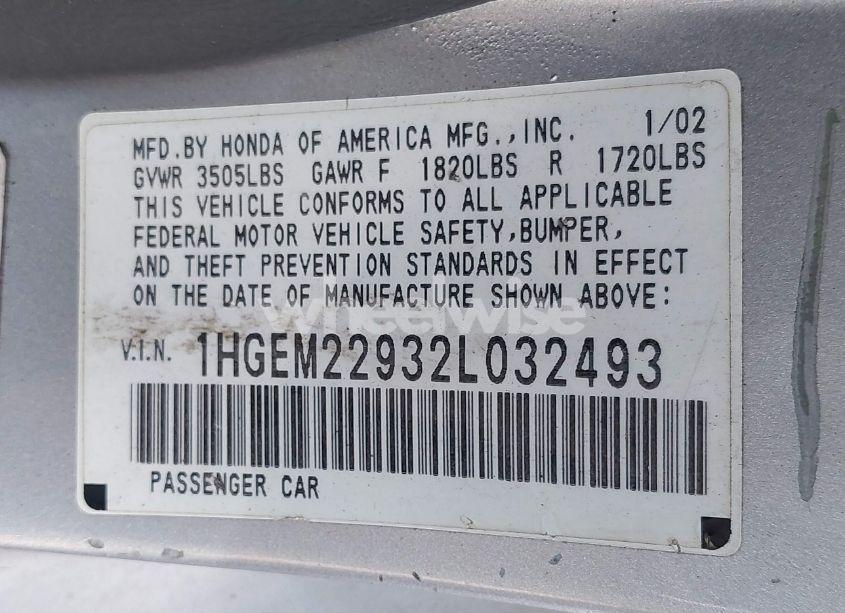 MFD.BY HONDA OF AMERICA MFG.,INC. 1/02
GVWR 3505LBS GAWR F 1820LBS R 1720LBS
THIS VEHICLE CONFORMS TO ALL APPLICABLE
FEDERAL MOTOR VEHICLE SAFETY,BUMPER,
AND THEFT PREVENTION STANDARDS IN EFFECT
ON THE DATE OF MANUFACTURE SHOWN ABOVE:
wheelwise
V.I.N. 1HGEM22932L032493
PASSENGER CAR